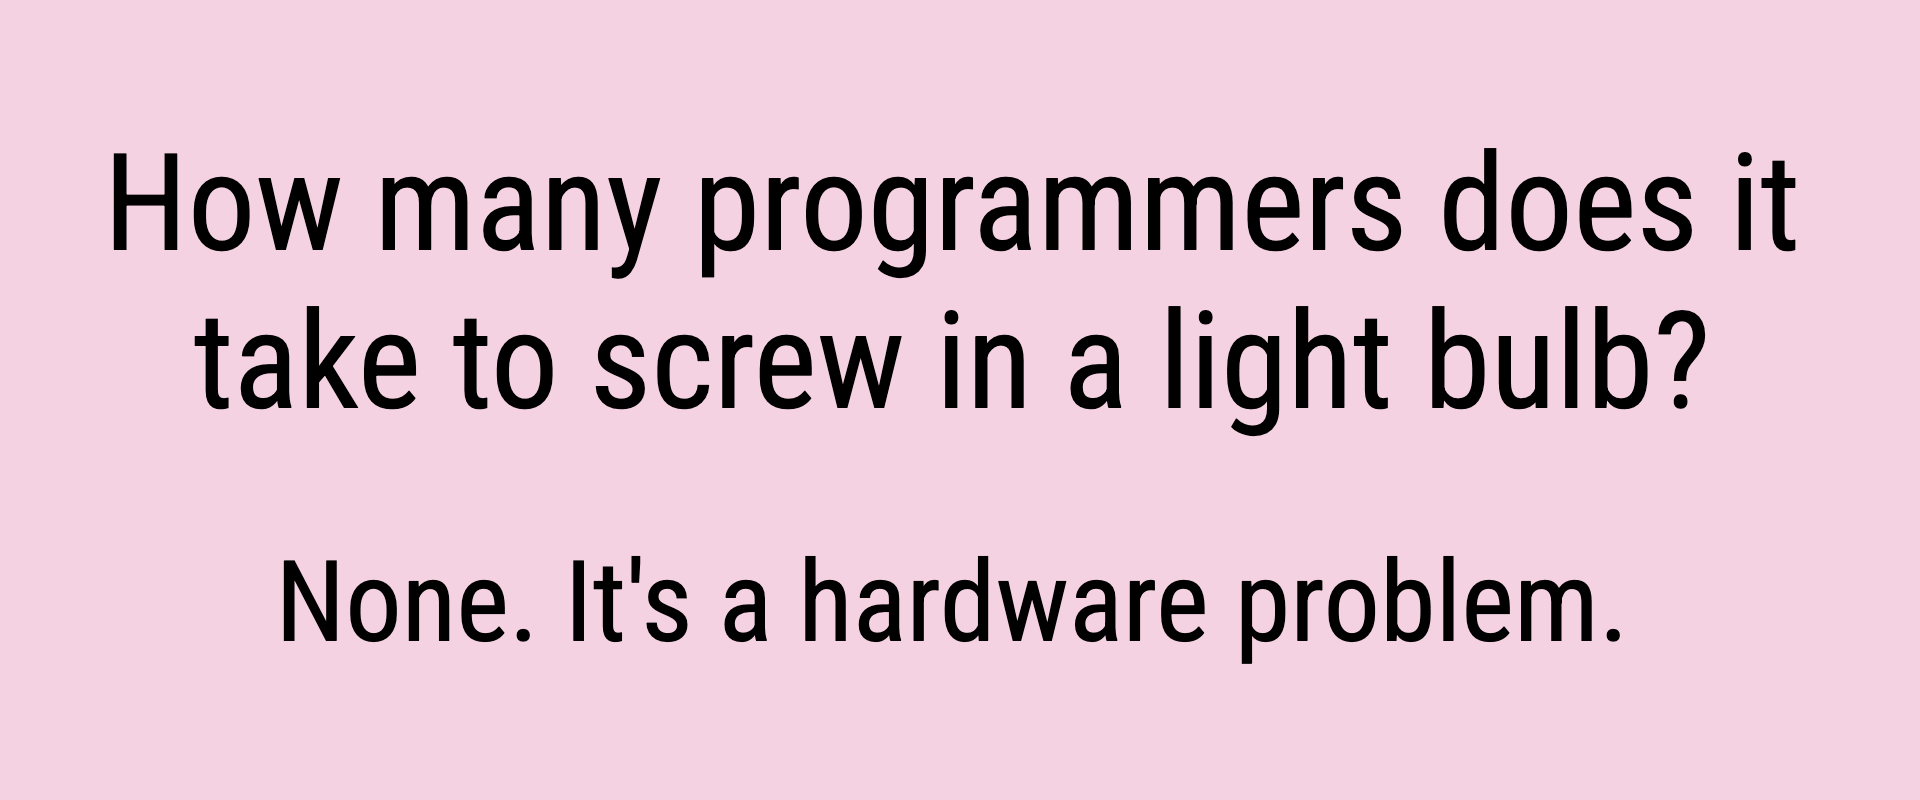 How many programmers does it
take to screw in a light bulb?
None. It's a hardware problem.